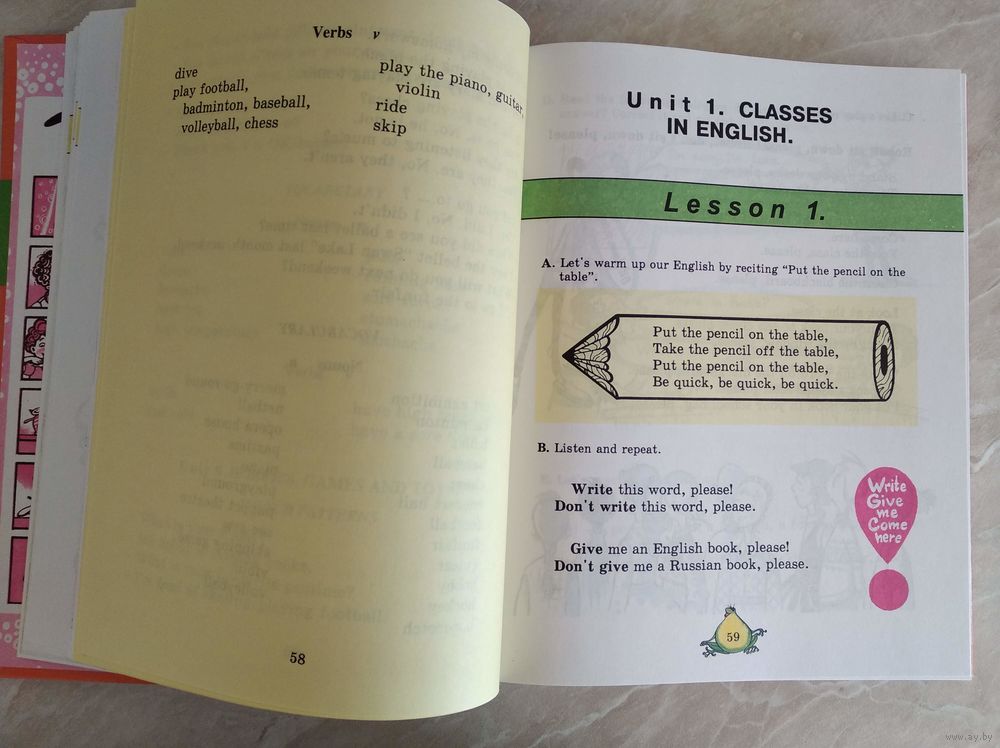 Verbs v
dive
play football,
badminton, baseball,
volleyball, chess
play the piano, guitar,
violin
ride
skip
58
Unit 1. CLASSES
IN ENGLISH.
Lesson 1.
A. Let's warm up our English by reciting "Put the pencil on the
table".
Put the pencil on the table,
Take the pencil off the table,
Put the pencil on the table,
Be quick, be quick, be quick.
B. Listen and repeat.
Write this word, please!
Don't write this word, please.
Give me an English book, please!
Don't give me a Russian book, please.
Write
Give
me
Come
here
59
www.ay.by